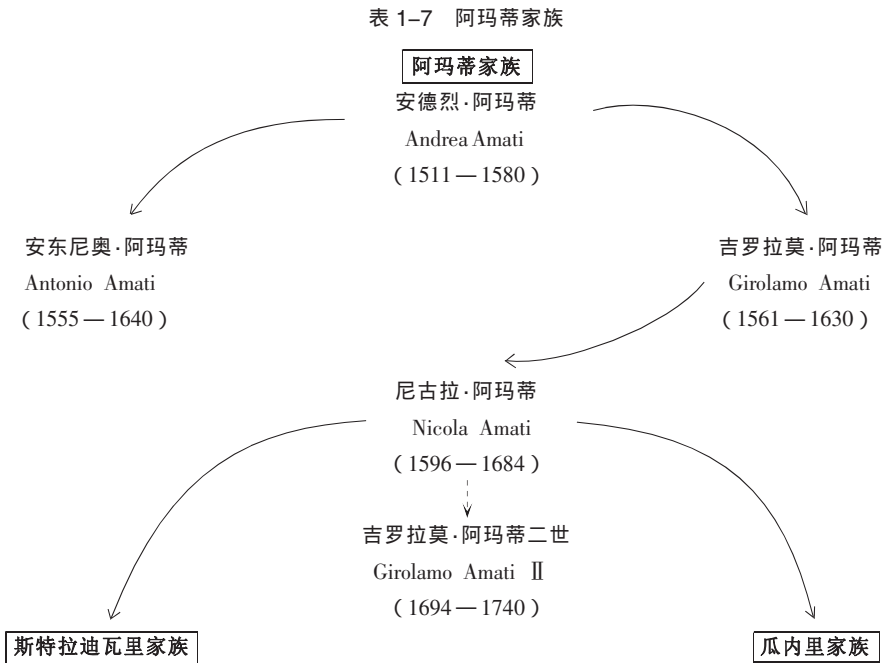 表 1–7 阿玛蒂家族
阿玛蒂家族
安德烈·阿玛蒂
Andrea Amati
（1511 — 1580）
安东尼奥·阿玛蒂
Antonio Amati
（1555 — 1640）
吉罗拉莫·阿玛蒂
Girolamo Amati
（1561 — 1630）
尼古拉·阿玛蒂
Nicola Amati
（1596 — 1684）
吉罗拉莫·阿玛蒂二世
Girolamo Amati Ⅱ
（1694 — 1740）
斯特拉迪瓦里家族
瓜内里家族